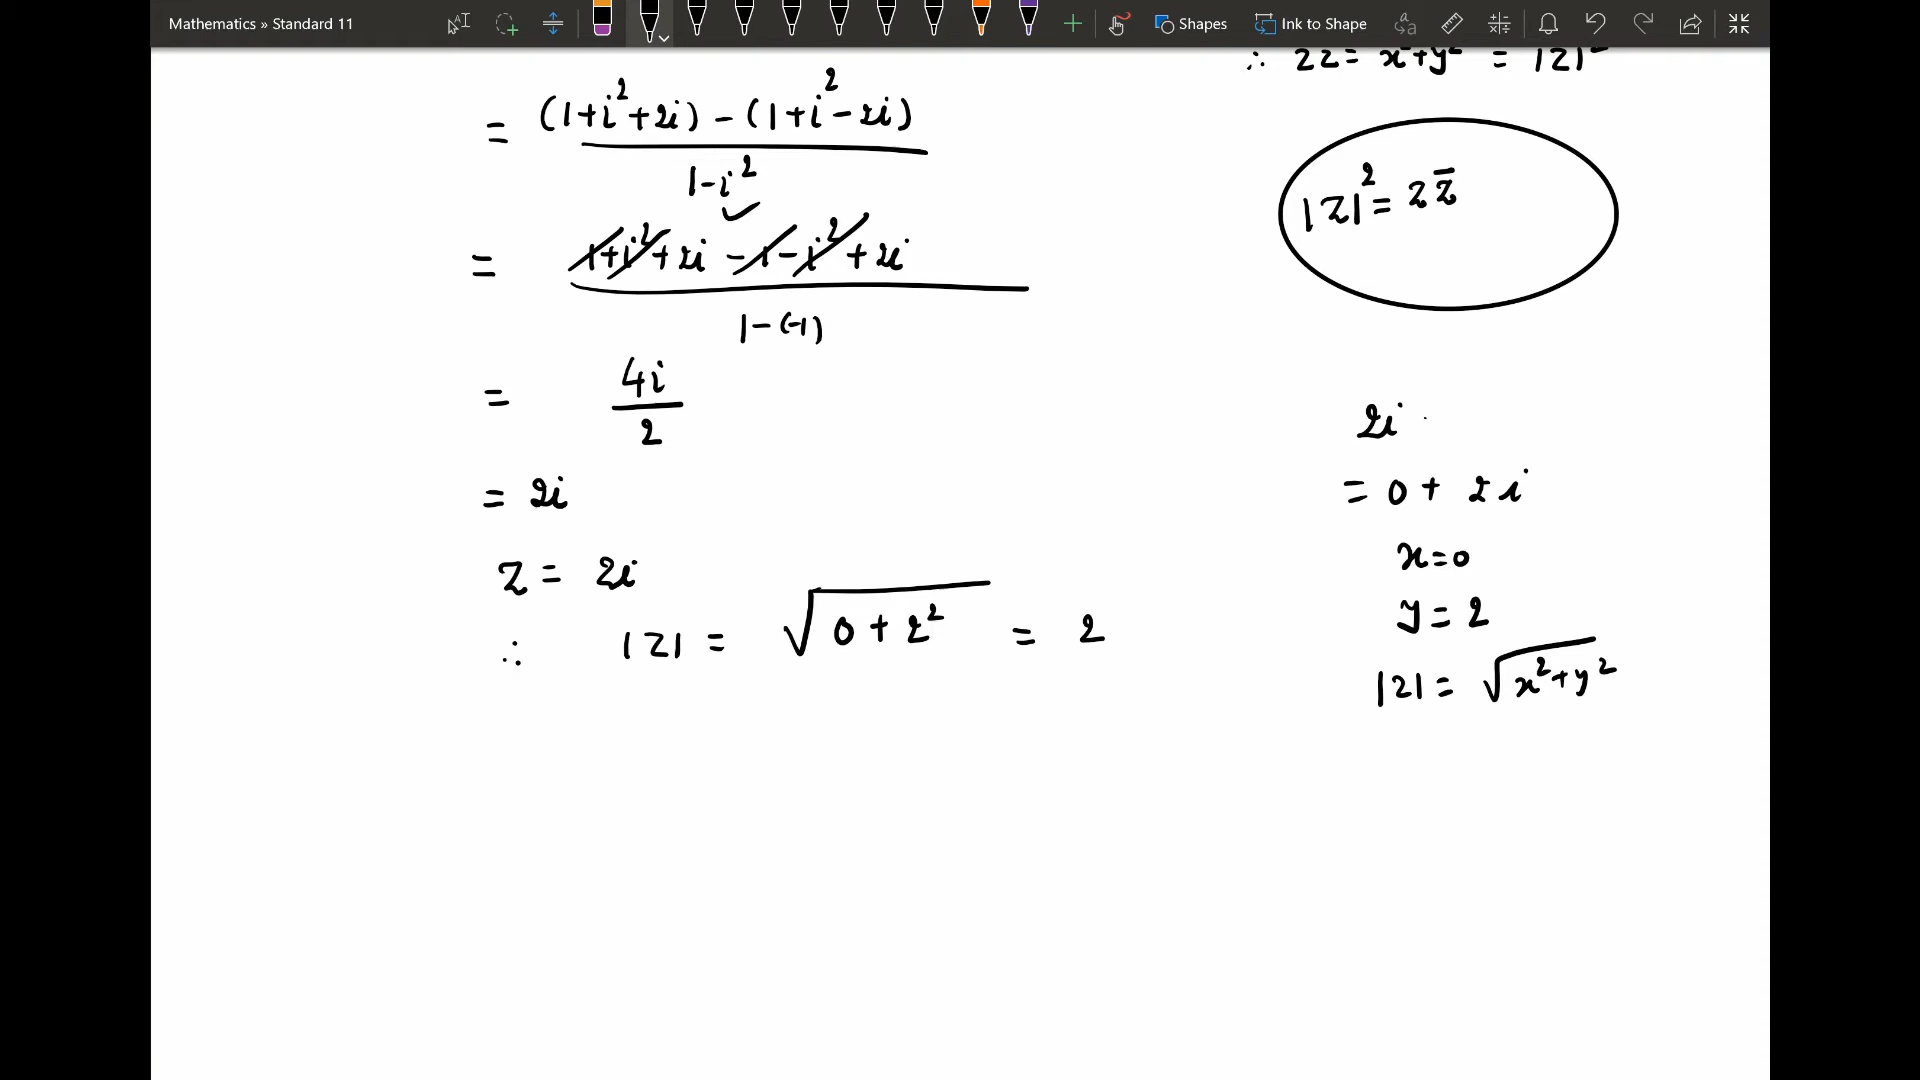 Mathematics » Standard 11
Shapes
Ink to Shape
= (1+i²+2i) - (1+i²-2i)
1-i²
= 1+i²+2i -1-i²+2i
1-(-1)
= 4i
2
= 2i
z = 2i
∴ |z| = √0+2² = 2
∴ zz = x²+y² = |z|²
|z|² = z z̅
2i
= 0 + 2i
x=0
y = 2
|z| = √x²+y²